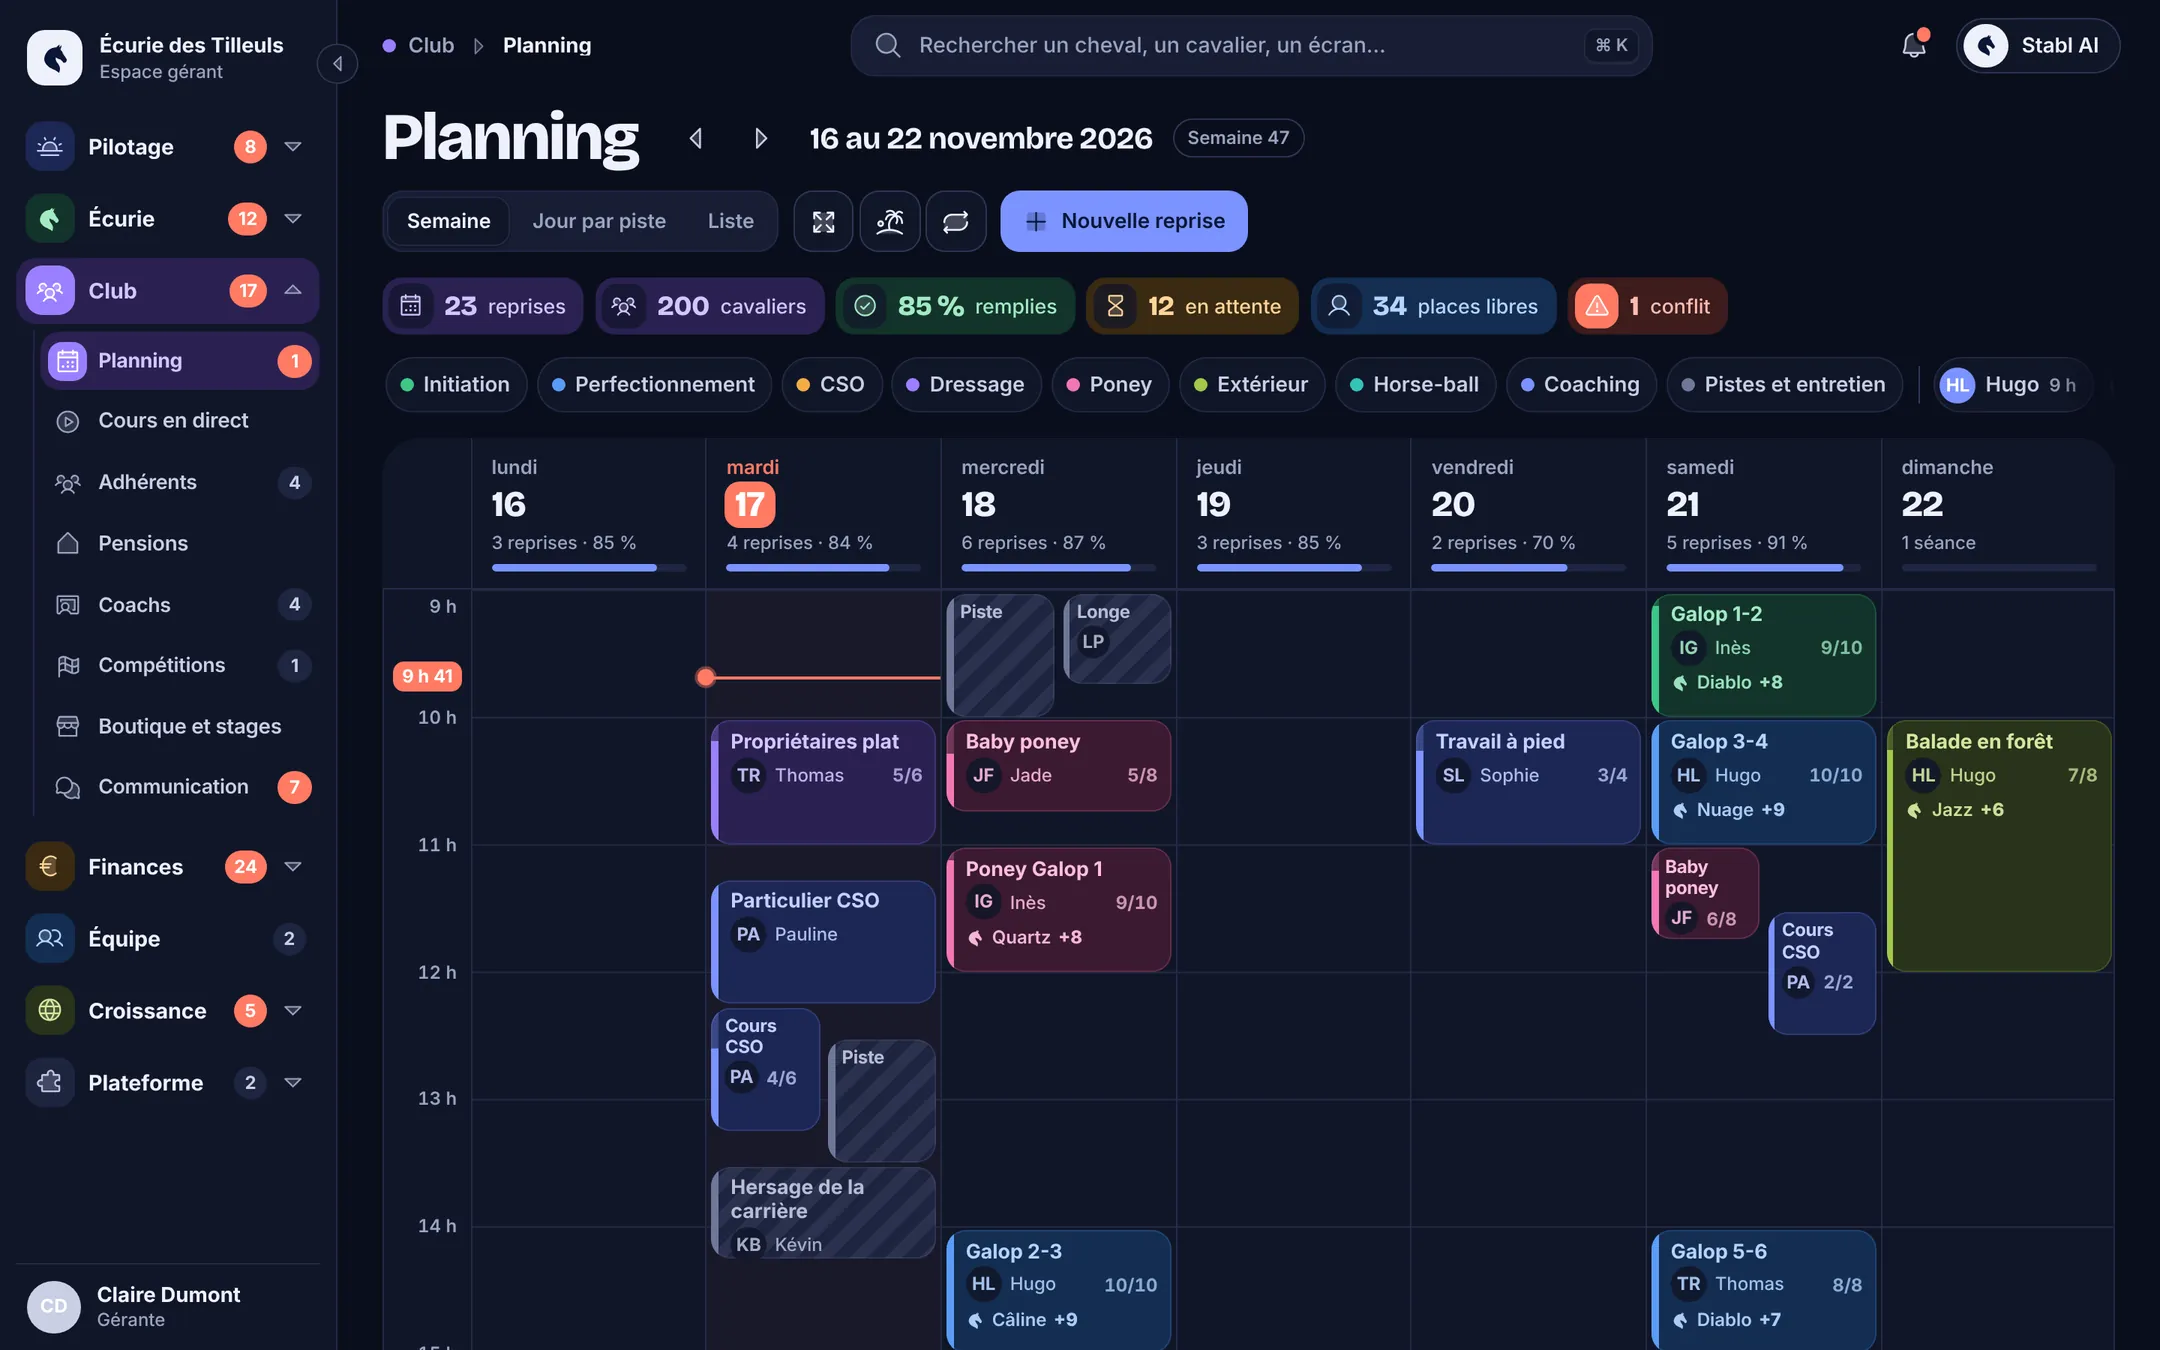 Écurie des Tilleuls
Espace gérant
Club
Planning
Rechercher un cheval, un cavalier, un écran...
⌘ K
Stabl AI
Pilotage
8
Écurie
12
Club
17
Planning
1
Cours en direct
Adhérents
4
Pensions
Coachs
4
Compétitions
1
Boutique et stages
Communication
7
Finances
24
Équipe
2
Croissance
5
Plateforme
2
CD
Claire Dumont
Gérante
Planning
16 au 22 novembre 2026
Semaine 47
Semaine
Jour par piste
Liste
Nouvelle reprise
23 reprises
200 cavaliers
85 % remplies
12 en attente
34 places libres
1 conflit
Initiation
Perfectionnement
CSO
Dressage
Poney
Extérieur
Horse-ball
Coaching
Pistes et entretien
HL Hugo 9 h
lundi
16
3 reprises · 85 %
mardi
17
4 reprises · 84 %
mercredi
18
6 reprises · 87 %
jeudi
19
3 reprises · 85 %
vendredi
20
2 reprises · 70 %
samedi
21
5 reprises · 91 %
dimanche
22
1 séance
9 h
9 h 41
10 h
11 h
12 h
13 h
14 h
Propriétaires plat
TR Thomas 5/6
Particulier CSO
PA Pauline
Cours
CSO
PA 4/6
Piste
Hersage de la
carrière
KB Kévin
Piste
Longe
LP
Baby poney
JF Jade 5/8
Poney Galop 1
IG Inès 9/10
Quartz +8
Galop 2-3
HL Hugo 10/10
Câline +9
Travail à pied
SL Sophie 3/4
Galop 1-2
IG Inès 9/10
Diablo +8
Galop 3-4
HL Hugo 10/10
Nuage +9
Baby
poney
JF 6/8
Cours
CSO
PA 2/2
Galop 5-6
TR Thomas 8/8
Diablo +7
Balade en forêt
HL Hugo 7/8
Jazz +6